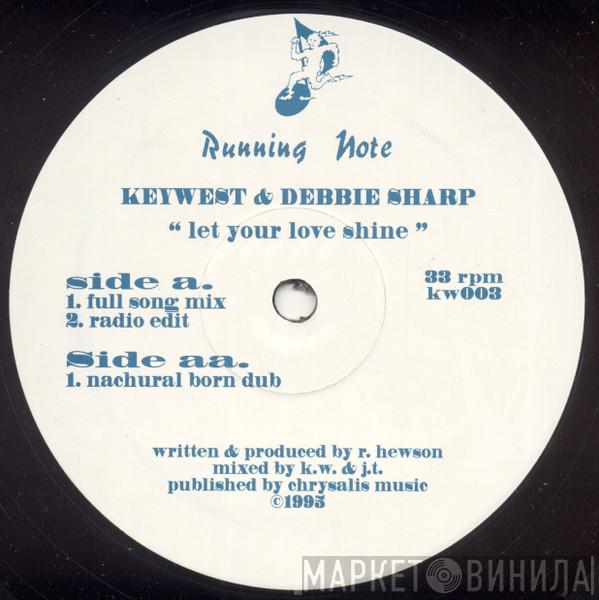 Running Note
KEYWEST & DEBBIE SHARP
“ let your love shine ”
side a.
1. full song mix
2. radio edit
33 rpm
kw003
Side aa.
1. nachural born dub
written & produced by r. hewson
mixed by k.w. & j.t.
published by chrysalis music
©1995
МАРКЕТ ВИНИЛА